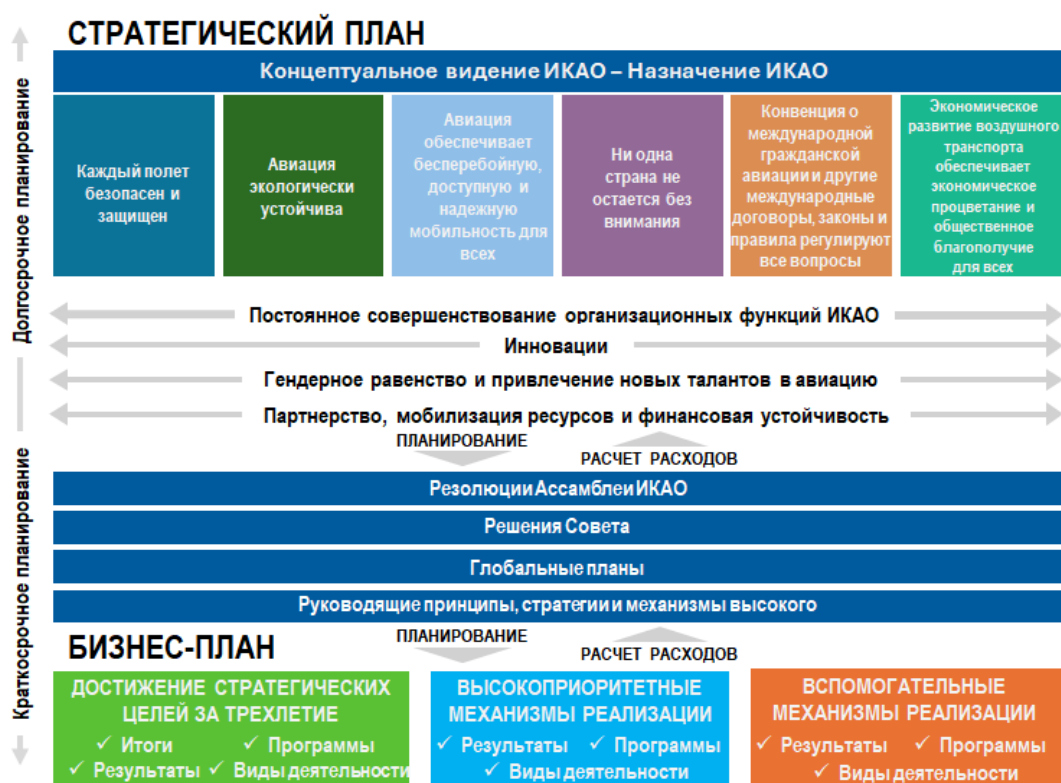 СТРАТЕГИЧЕСКИЙ ПЛАН
Концептуальное видение ИКАО – Назначение ИКАО
Каждый полет
безопасен и
защищен
Авиация
экологически
устойчива
Авиация
обеспечивает
бесперебойную,
доступную и
надежную
мобильность для
всех
Ни одна
страна не
остается без
внимания
Конвенция о
международной
гражданской
авиации и другие
международные
договоры, законы и
правила регулируют
все вопросы
Экономическое
развитие воздушного
транспорта
обеспечивает
экономическое
процветание и
общественное
благополучие
для всех
Долгосрочное планирование
Постоянное совершенствование организационных функций ИКАО
Инновации
Гендерное равенство и привлечение новых талантов в авиацию
Партнерство, мобилизация ресурсов и финансовая устойчивость
ПЛАНИРОВАНИЕ
РАСЧЕТ РАСХОДОВ
Краткосрочное планирование
Резолюции Ассамблеи ИКАО
Решения Совета
Глобальные планы
Руководящие принципы, стратегии и механизмы высокого
ПЛАНИРОВАНИЕ
РАСЧЕТ РАСХОДОВ
БИЗНЕС-ПЛАН
ДОСТИЖЕНИЕ СТРАТЕГИЧЕСКИХ
ЦЕЛЕЙ ЗА ТРЕХЛЕТИЕ
✓ Итоги ✓ Программы
✓ Результаты ✓ Виды деятельности
ВЫСОКОПРИОРИТЕТНЫЕ
МЕХАНИЗМЫ РЕАЛИЗАЦИИ
✓ Результаты ✓ Программы
✓ Виды деятельности
ВСПОМОГАТЕЛЬНЫЕ
МЕХАНИЗМЫ РЕАЛИЗАЦИИ
✓ Результаты ✓ Программы
✓ Виды деятельности